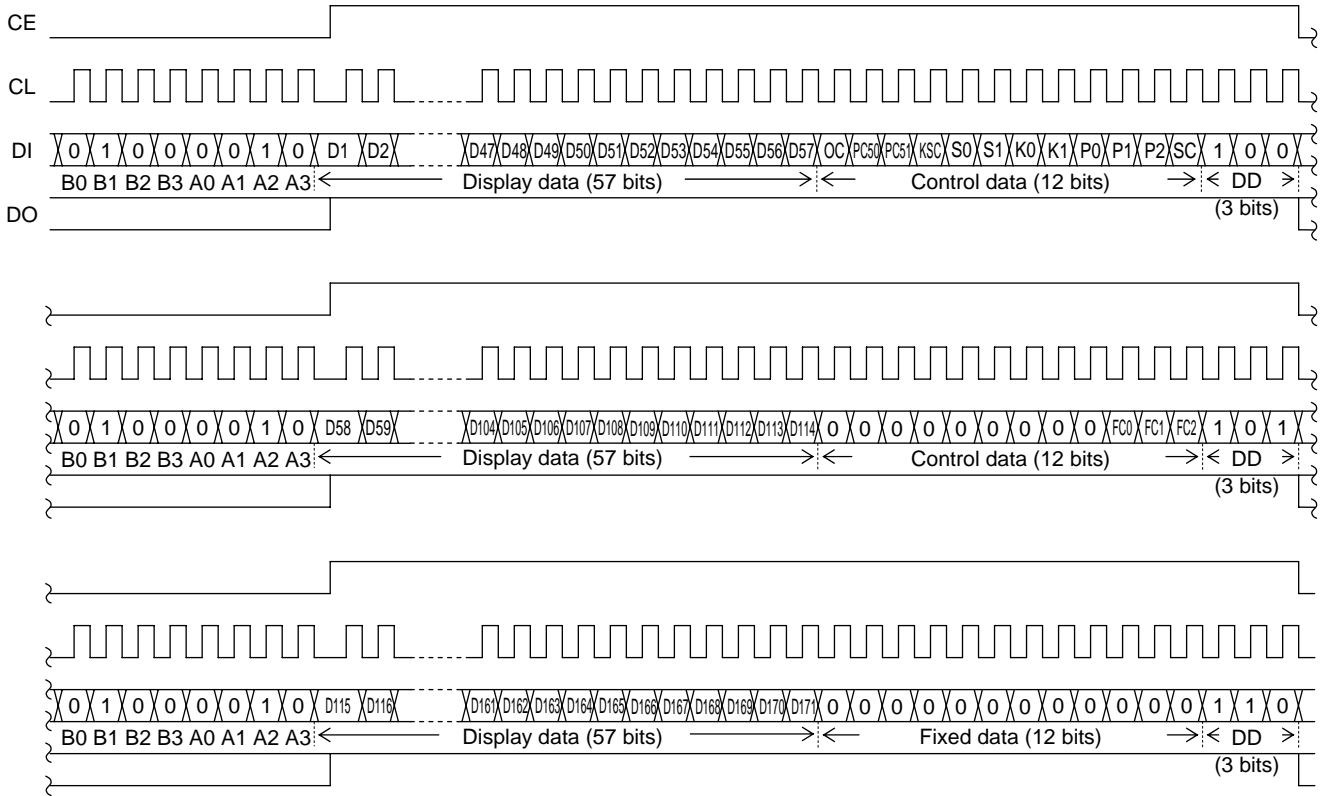 CE
CL
DI 0 1 0 0 0 0 1 0 D1 D2 D47 D48 D49 D50 D51 D52 D53 D54 D55 D56 D57 OC PC50 PC51 KSC S0 S1 K0 K1 P0 P1 P2 SC 1 0 0
B0 B1 B2 B3 A0 A1 A2 A3 Display data (57 bits) Control data (12 bits) DD
DO (3 bits)
0 1 0 0 0 0 1 0 D58 D59 D104 D105 D106 D107 D108 D109 D110 D111 D112 D113 D114 0 0 0 0 0 0 0 0 0 FC0 FC1 FC2 1 0 1
B0 B1 B2 B3 A0 A1 A2 A3 Display data (57 bits) Control data (12 bits) DD
(3 bits)
0 1 0 0 0 0 1 0 D115 D116 D161 D162 D163 D164 D165 D166 D167 D168 D169 D170 D171 0 0 0 0 0 0 0 0 0 0 0 0 1 1 0
B0 B1 B2 B3 A0 A1 A2 A3 Display data (57 bits) Fixed data (12 bits) DD
(3 bits)